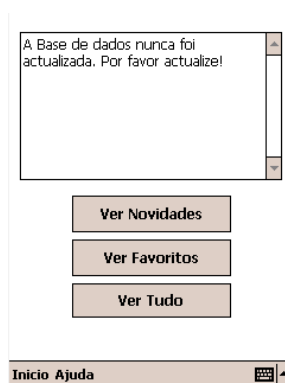 A Base de dados nunca foi
actualizada. Por favor actualize!
Ver Novidades
Ver Favoritos
Ver Tudo
Inicio Ajuda